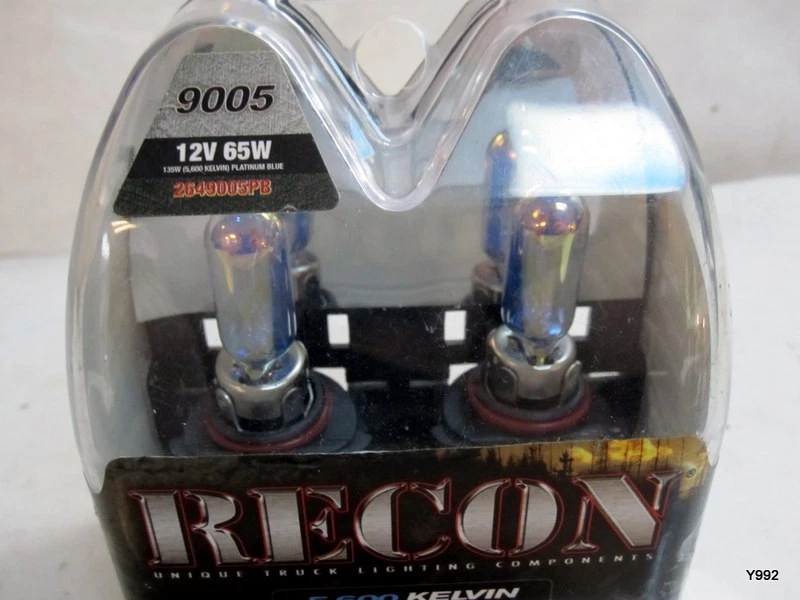 9005
12V 65W
135W (5,600 KELVIN) PLATINUM BLUE
2649005PB
RECON®
UNIQUE TRUCK LIGHTING COMPONENTS
5,600 KELVIN
Y992